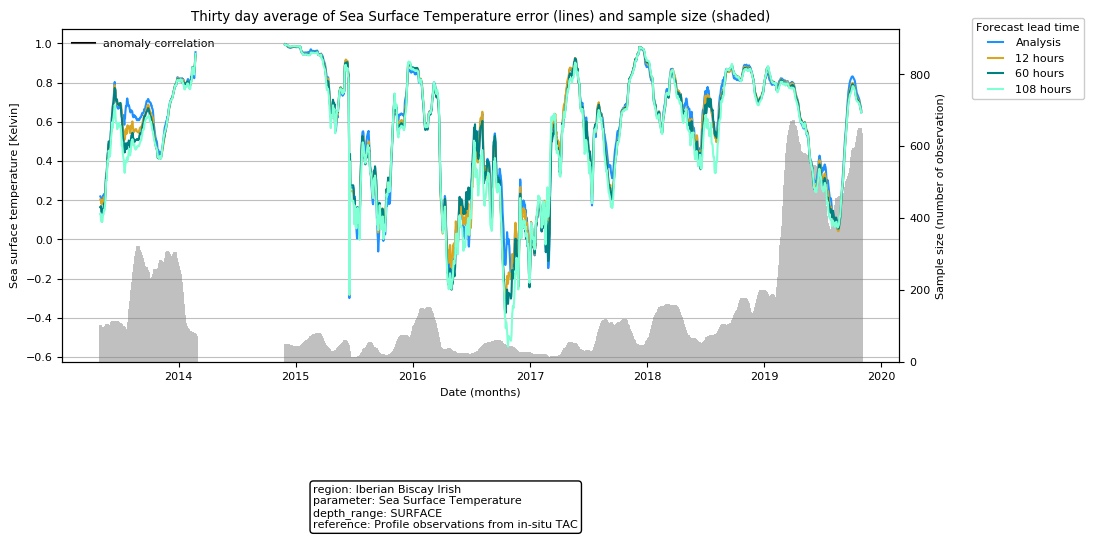 Thirty day average of Sea Surface Temperature error (lines) and sample size (shaded)
Forecast lead time
Analysis
12 hours
60 hours
108 hours
anomaly correlation
Sea surface temperature [Kelvin]
1.0
0.8
0.6
0.4
0.2
0.0
−0.2
−0.4
−0.6
Sample size (number of observation)
800
600
400
200
0
2014 2015 2016 2017 2018 2019 2020
Date (months)
region: Iberian Biscay Irish
parameter: Sea Surface Temperature
depth_range: SURFACE
reference: Profile observations from in-situ TAC